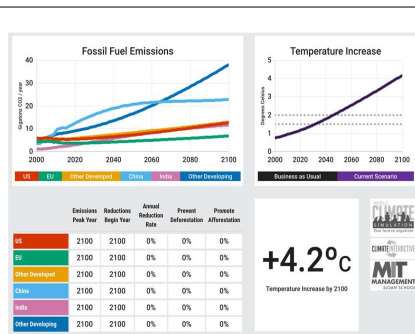 Fossil Fuel Emissions
40
30
20
10
0
Gigatons CO2 / year
2000 2020 2040 2060 2080 2100
US EU Other Developed China India Other Developing
Temperature Increase
5
4
3
2
1
0
Degrees Celsius
2000 2020 2040 2060 2080 2100
Business as Usual Current Scenario
Emissions Peak Year Reductions Begin Year Annual Reduction Rate Prevent Deforestation Promote Afforestation
US 2100 2100 0% 0% 0%
EU 2100 2100 0% 0% 0%
Other Developed 2100 2100 0% 0% 0%
China 2100 2100 0% 0% 0%
India 2100 2100 0% 0% 0%
Other Developing 2100 2100 0% 0% 0%
+4.2°C
Temperature Increase by 2100
WORLD
CLIMATE
SIMULATION
CLIMATE INTERACTIVE
MIT
MANAGEMENT
SLOAN SCHOOL